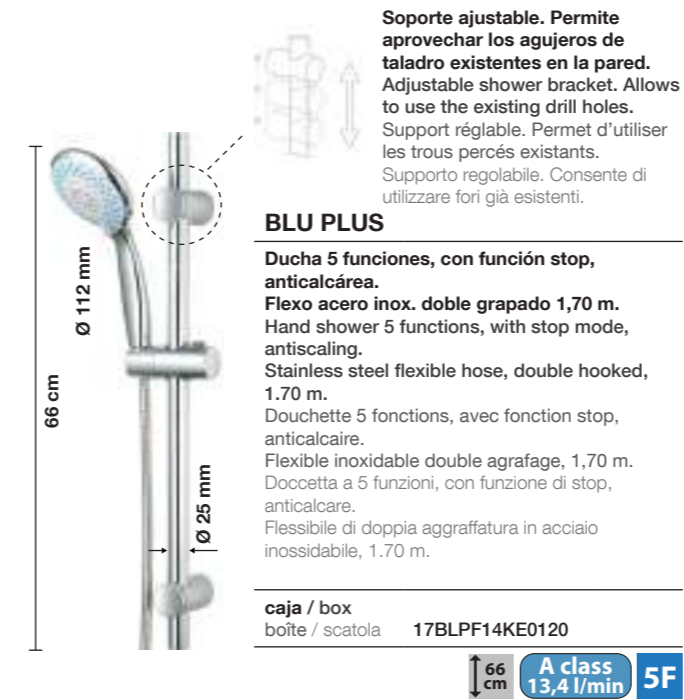 Soporte ajustable. Permite
aprovechar los agujeros de
taladro existentes en la pared.
Adjustable shower bracket. Allows
to use the existing drill holes.
Support réglable. Permet d’utiliser
les trous percés existants.
Supporto regolabile. Consente di
utilizzare fori già esistenti.
BLU PLUS
Ducha 5 funciones, con función stop,
anticalcárea.
Flexo acero inox. doble grapado 1,70 m.
Hand shower 5 functions, with stop mode,
antiscaling.
Stainless steel flexible hose, double hooked,
1.70 m.
Douchette 5 fonctions, avec fonction stop,
anticalcaire.
Flexible inoxidable double agrafage, 1,70 m.
Doccetta a 5 funzioni, con funzione di stop,
anticalcare.
Flessibile di doppia aggraffatura in acciaio
inossidabile, 1.70 m.
Ø 112 mm
66 cm
Ø 25 mm
caja / box
boîte / scatola 17BLPF14KE0120
66
cm
A class
13,4 l/min
5F